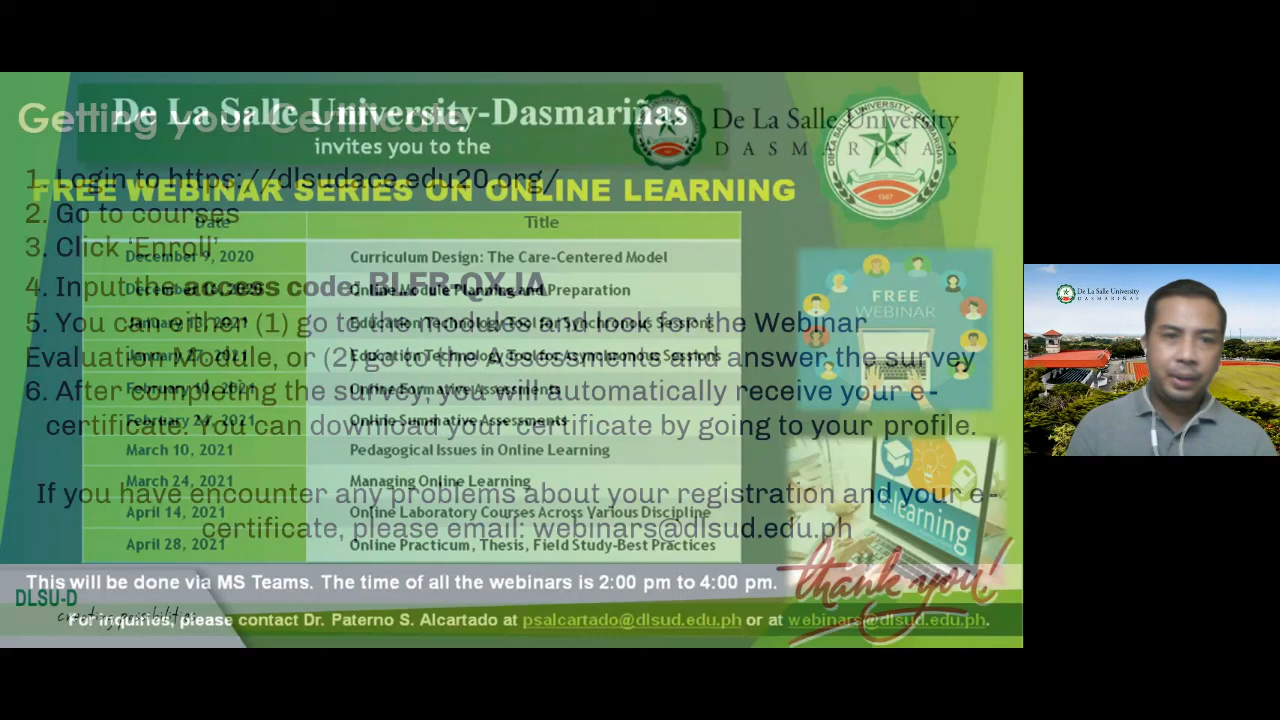 De La Salle University-Dasmariñas
invites you to the
FREE WEBINAR SERIES ON ONLINE LEARNING
Date Title
December 9, 2020 Curriculum Design: The Care-Centered Model
Online Module Planning and Preparation
January 13, 2021 Education Technology Tool for Synchronous Sessions
January 27, 2021 Education Technology Tool for Asynchronous Sessions
February 10, 2021 Online Formative Assessments
February 24, 2021 Online Summative Assessments
March 10, 2021 Pedagogical Issues in Online Learning
March 24, 2021 Managing Online Learning
April 14, 2021 Online Laboratory Courses Across Various Discipline
April 28, 2021 Online Practicum, Thesis, Field Study-Best Practices
This will be done via MS Teams. The time of all the webinars is 2:00 pm to 4:00 pm.
For inquiries, please contact Dr. Paterno S. Alcartado at psalcartado@dlsud.edu.ph or at webinars@dlsud.edu.ph.
Getting your Certificate
1. Login to https://dlsudace.edu20.org/
2. Go to courses
3. Click ‘Enroll’
4. Input the access code:
5. You can either (1) go to the modules and look for the Webinar
Evaluation Module, or (2) go to the Assessments and answer the survey
6. After completing the survey, you will automatically receive your e-
certificate. You can download your certificate by going to your profile.
If you have encounter any problems about your registration and your e-
certificate, please email: webinars@dlsud.edu.ph
De La Salle University
DASMARIÑAS
1987
FREE
WEBINAR
e-learning
thank you!
DLSU-D
creating possibilities
De La Salle University
DASMARIÑAS